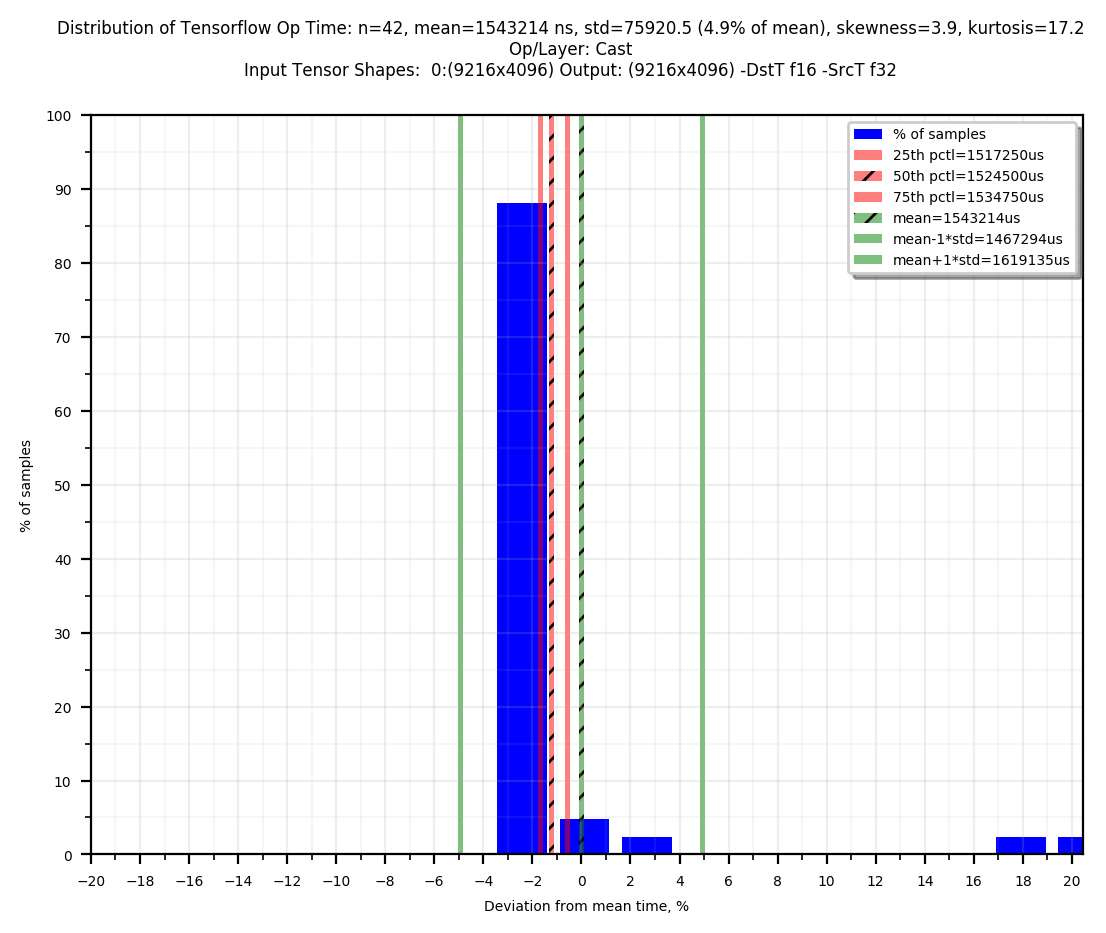 Distribution of Tensorflow Op Time: n=42, mean=1543214 ns, std=75920.5 (4.9% of mean), skewness=3.9, kurtosis=17.2
Op/Layer: Cast
Input Tensor Shapes:  0:(9216x4096) Output: (9216x4096) -DstT f16 -SrcT f32
% of samples
25th pctl=1517250us
50th pctl=1524500us
75th pctl=1534750us
mean=1543214us
mean-1*std=1467294us
mean+1*std=1619135us
100
90
80
70
60
50
40
30
20
10
0
% of samples
−20 −18 −16 −14 −12 −10 −8 −6 −4 −2 0 2 4 6 8 10 12 14 16 18 20
Deviation from mean time, %